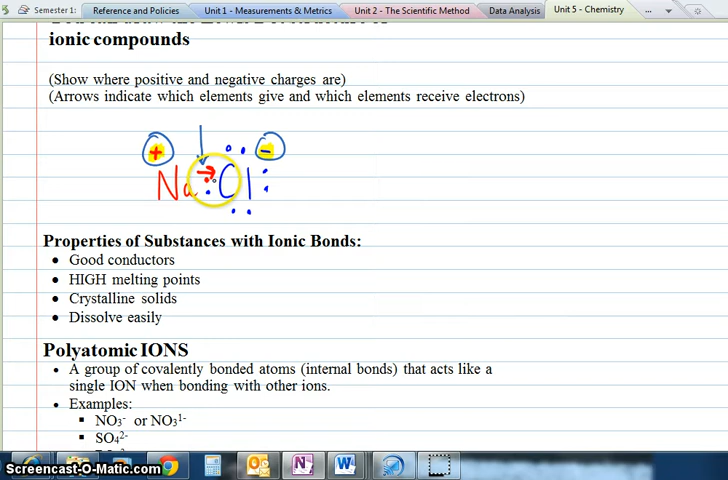 Semester 1: Reference and Policies Unit 1 - Measurements & Metrics Unit 2 - The Scientific Method Data Analysis Unit 5 - Chemistry ...
ionic compounds
(Show where positive and negative charges are)
(Arrows indicate which elements give and which elements receive electrons)
+ -
Na Cl
Properties of Substances with Ionic Bonds:
• Good conductors
• HIGH melting points
• Crystalline solids
• Dissolve easily
Polyatomic IONS
• A group of covalently bonded atoms (internal bonds) that acts like a
single ION when bonding with other ions.
• Examples:
▪ NO₃⁻ or NO₃¹⁻
▪ SO₄²⁻
Screencast-O-Matic.com